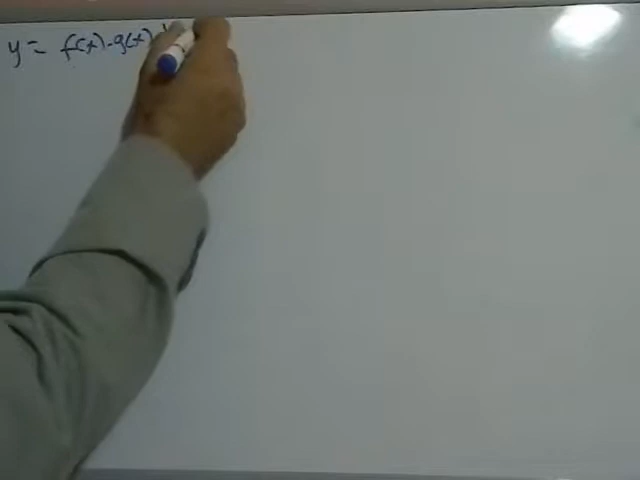 y = f(x) - g(x)